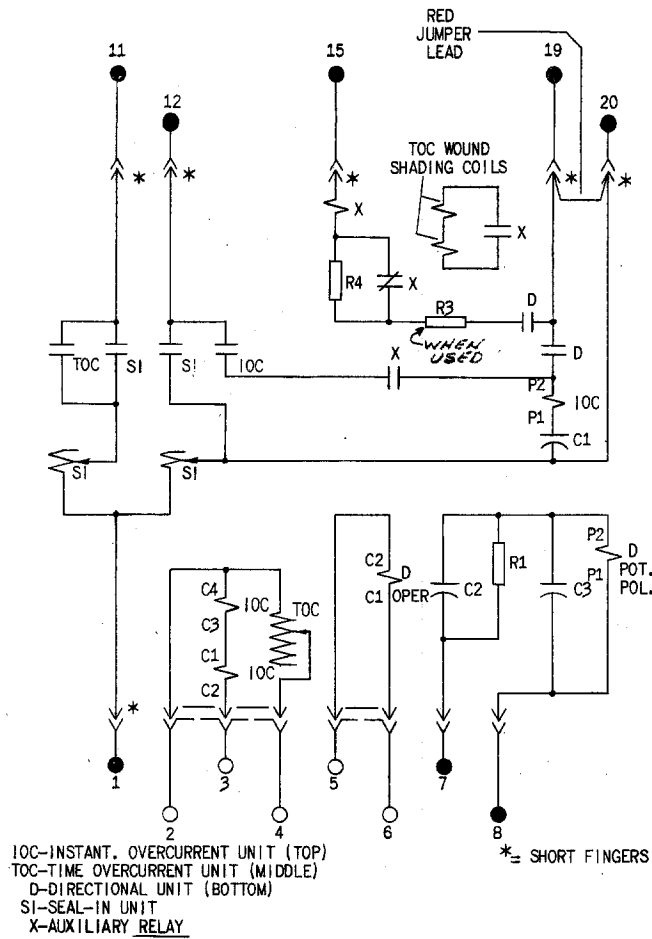 RED
JUMPER
LEAD
11
15
19
12
20
TOC WOUND
SHADING COILS
*
*
*
*
*
X
X
R4
X
R3
D
WHEN
USED
D
TOC
SI
SI
IOC
X
P2
IOC
P1
C1
SI
SI
C4
IOC
TOC
C3
C1
IOC
C2
C2
D
C1
OPER
C2
R1
C3
P2
D
P1
POT.
POL.
*
1
3
5
7
2
4
6
8
IOC-INSTANT. OVERCURRENT UNIT (TOP)
*= SHORT FINGERS
TOC-TIME OVERCURRENT UNIT (MIDDLE)
D-DIRECTIONAL UNIT (BOTTOM)
SI-SEAL-IN UNIT
X-AUXILIARY RELAY